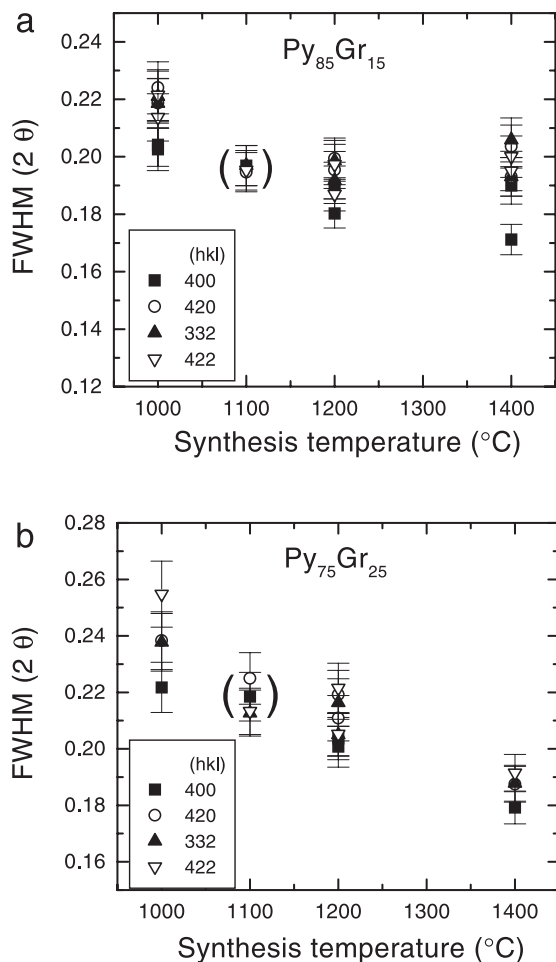 a
Py₈₅Gr₁₅
0.24
0.22
0.20
0.18
0.16
0.14
0.12
FWHM (2 θ)
( )
(hkl)
400
420
332
422
1000 1100 1200 1300 1400
Synthesis temperature (°C)
b
Py₇₅Gr₂₅
0.28
0.26
0.24
0.22
0.20
0.18
0.16
FWHM (2 θ)
( )
(hkl)
400
420
332
422
1000 1100 1200 1300 1400
Synthesis temperature (°C)